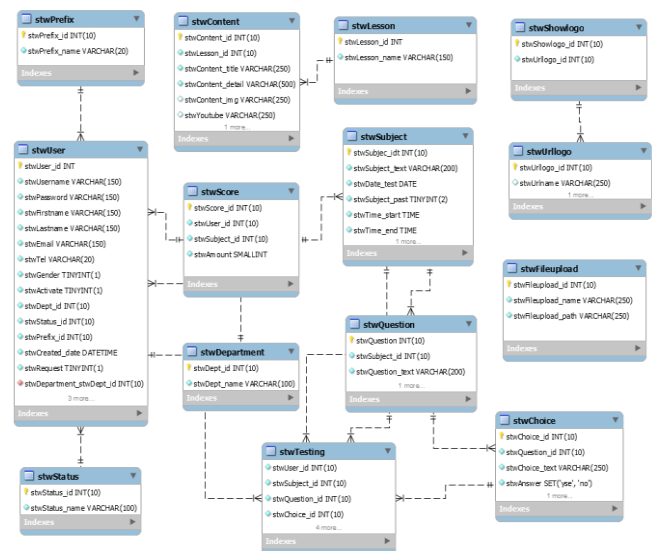 stwPrefix
stwPrefix_id INT(10)
stwPrefix_name VARCHAR(20)
Indexes
stwContent
stwContent_id INT(10)
stwLesson_id INT(10)
stwContent_title VARCHAR(250)
stwContent_detail VARCHAR(500)
stwContent_img VARCHAR(250)
stwYoutube VARCHAR(250)
1 more...
Indexes
stwLesson
stwLesson_id INT
stwLesson_name VARCHAR(150)
Indexes
stwShowlogo
stwShowlogo_id INT(10)
stwUrllogo_id INT(10)
Indexes
stwUser
stwUser_id INT
stwUsername VARCHAR(150)
stwPassword VARCHAR(150)
stwFirstname VARCHAR(150)
stwLastname VARCHAR(150)
stwEmail VARCHAR(150)
stwTel VARCHAR(20)
stwGender TINYINT(1)
stwActivate TINYINT(1)
stwDept_id INT(10)
stwStatus_id INT(10)
stwPrefix_id INT(10)
stwCreated_date DATETIME
stwRequest TINYINT(1)
stwDepartment_stwDept_id INT(10)
3 more...
Indexes
stwScore
stwScore_id INT(10)
stwUser_id INT(10)
stwSubject_id INT(10)
stwAmount SMALLINT
Indexes
stwSubject
stwSubjec_idt INT(10)
stwSubject_text VARCHAR(200)
stwDate_test DATE
stwSubject_past TINYINT(2)
stwTime_start TIME
stwTime_end TIME
1 more...
Indexes
stwUrllogo
stwUrllogo_id INT(10)
stwUrlname VARCHAR(250)
1 more...
Indexes
stwFileupload
stwFileupload_id INT(10)
stwFileupload_name VARCHAR(250)
stwFileupload_path VARCHAR(250)
Indexes
stwDepartment
stwDept_id INT(10)
stwDept_name VARCHAR(100)
Indexes
stwQuestion
stwQuestion INT(10)
stwSubject_id INT(10)
stwQuestion_text VARCHAR(200)
1 more...
Indexes
stwStatus
stwStatus_id INT(10)
stwStatus_name VARCHAR(100)
Indexes
stwTesting
stwUser_id INT(10)
stwSubject_id INT(10)
stwQuestion_id INT(10)
stwChoice_id INT(10)
4 more...
Indexes
stwChoice
stwChoice_id INT(10)
stwQuestion_id INT(10)
stwChoice_text VARCHAR(250)
stwAnswer SET('yse', 'no')
1 more...
Indexes